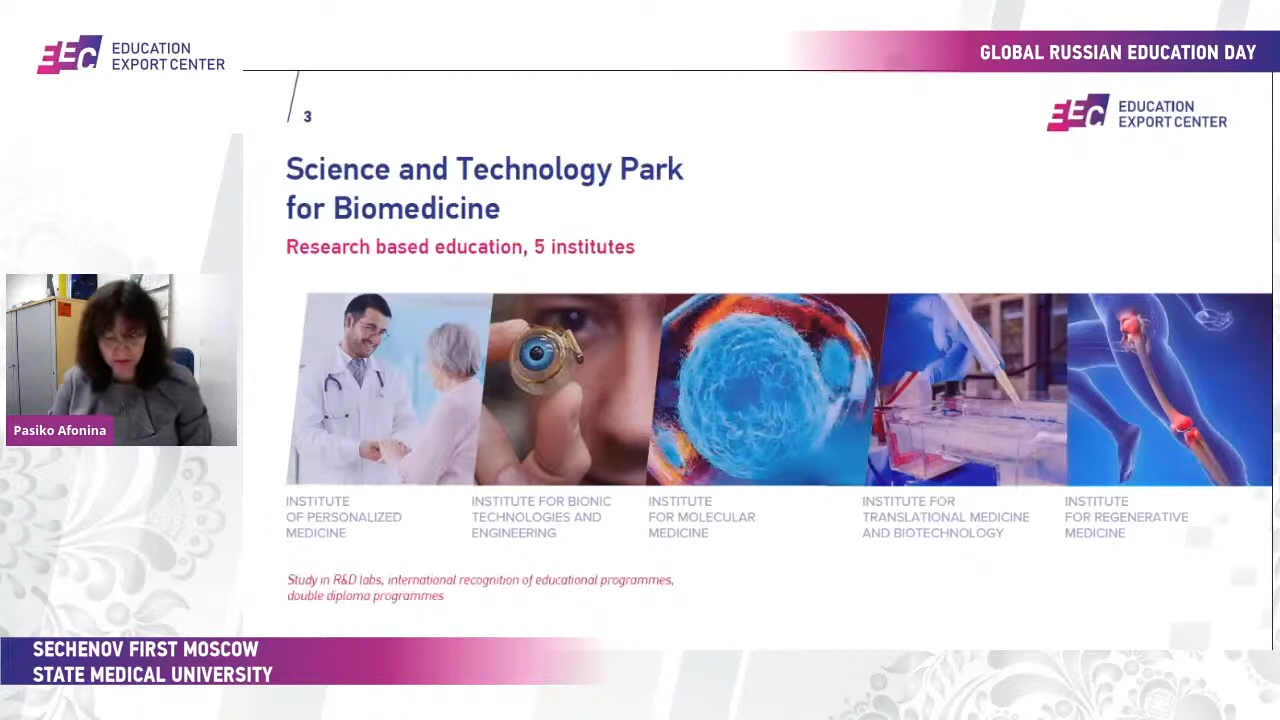 EEC EDUCATION
EXPORT CENTER
GLOBAL RUSSIAN EDUCATION DAY
3
EEC EDUCATION
EXPORT CENTER
Science and Technology Park
for Biomedicine
Research based education, 5 institutes
Pasiko Afonina
INSTITUTE
OF PERSONALIZED
MEDICINE
INSTITUTE FOR BIONIC
TECHNOLOGIES AND
ENGINEERING
INSTITUTE
FOR MOLECULAR
MEDICINE
INSTITUTE FOR
TRANSLATIONAL MEDICINE
AND BIOTECHNOLOGY
INSTITUTE
FOR REGENERATIVE
MEDICINE
Study in R&D labs, international recognition of educational programmes,
double diploma programmes
SECHENOV FIRST MOSCOW
STATE MEDICAL UNIVERSITY